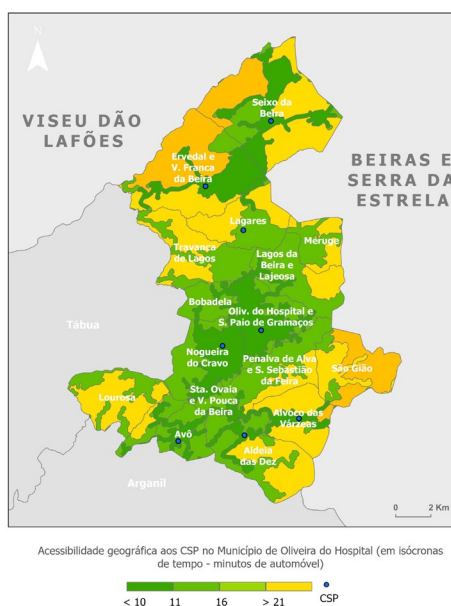 N
VISEU DÃO
LAFÕES
Seixo da
Beira
BEIRAS E
SERRA DA
ESTRELA
Ervedal e
V. Franca
da Beira
Lagares
Travança
de Lagos
Meruge
Lagos da
Beira e
Lajeosa
Bobadela
Oliv. do Hospital e
S. Paio de Gramaços
Tábua
Nogueira
do Cravo
Penalva de Alva
e S. Sebastião
da Feira
São Gião
Sta. Ovaia
e V. Pouca
da Beira
Lourosa
Alvoco das
Várzeas
Avô
Aldeia
das Dez
Arganil
0 2 Km
Acessibilidade geográfica aos CSP no Município de Oliveira do Hospital (em isócronas
de tempo - minutos de automóvel)
< 10 11 16 > 21 CSP